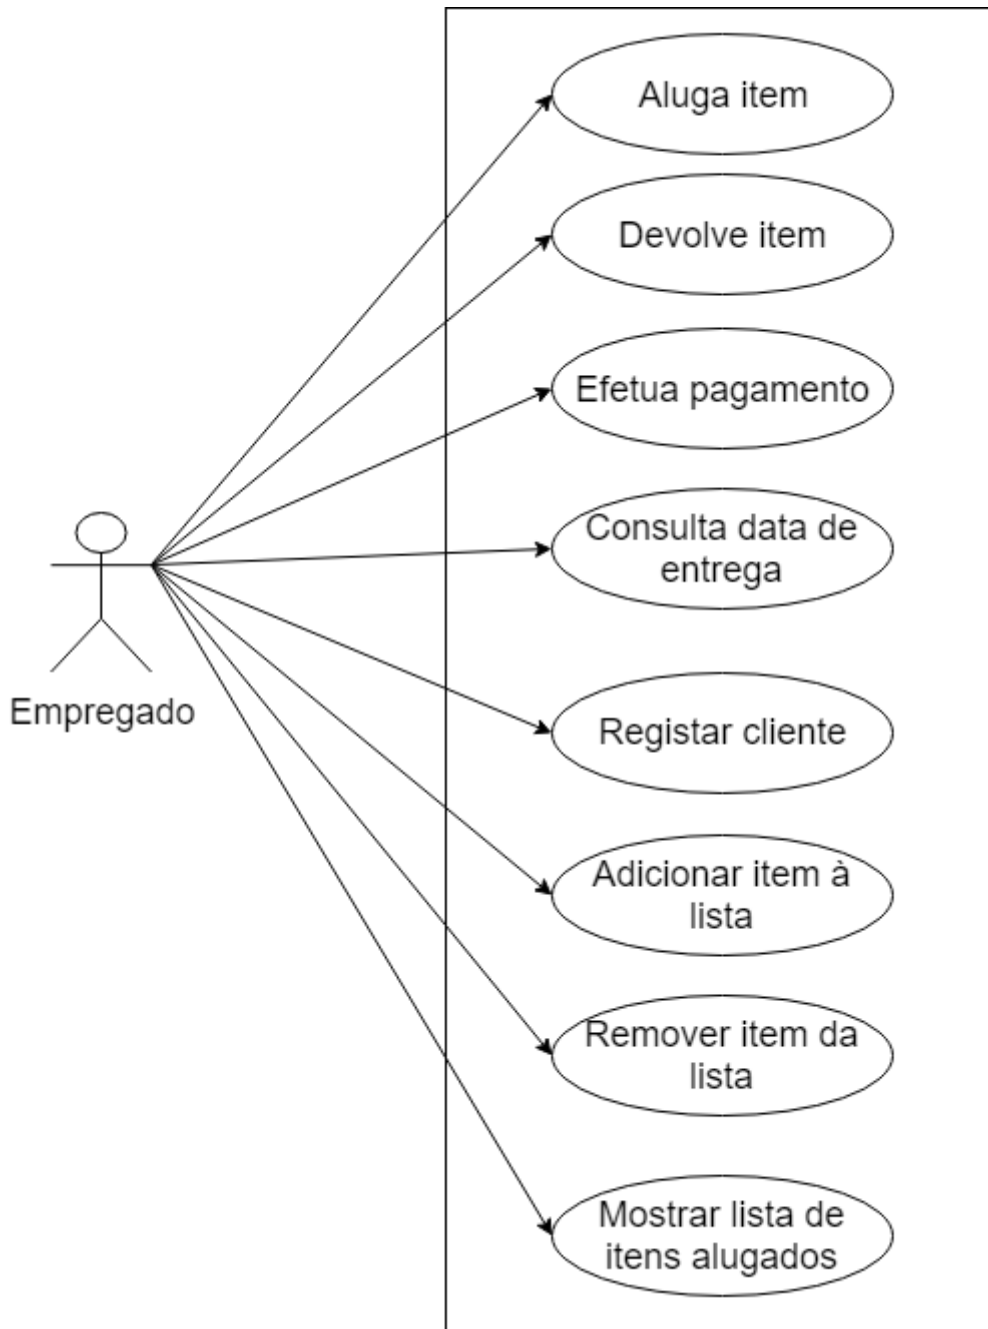 Aluga item
Devolve item
Efetua pagamento
Consulta data de
entrega
Empregado
Registar cliente
Adicionar item à
lista
Remover item da
lista
Mostrar lista de
itens alugados